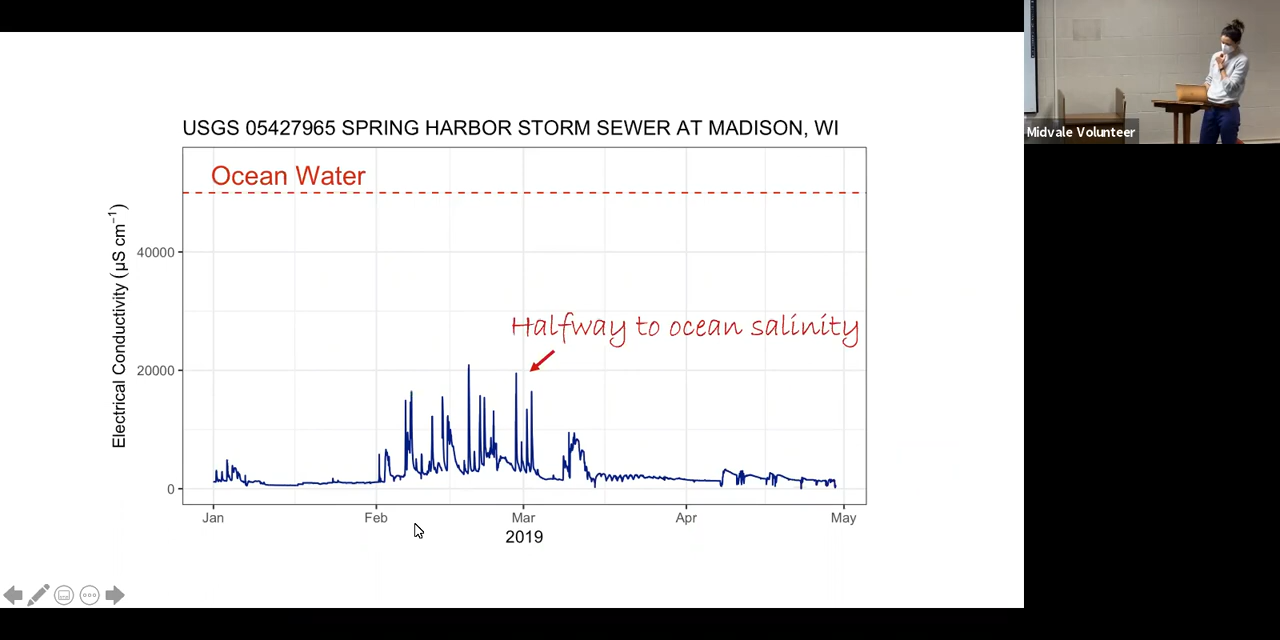 USGS 05427965 SPRING HARBOR STORM SEWER AT MADISON, WI
Ocean Water
Electrical Conductivity (µS cm⁻¹)
40000
20000
0
Halfway to ocean salinity
Jan Feb Mar Apr May
2019
Midvale Volunteer